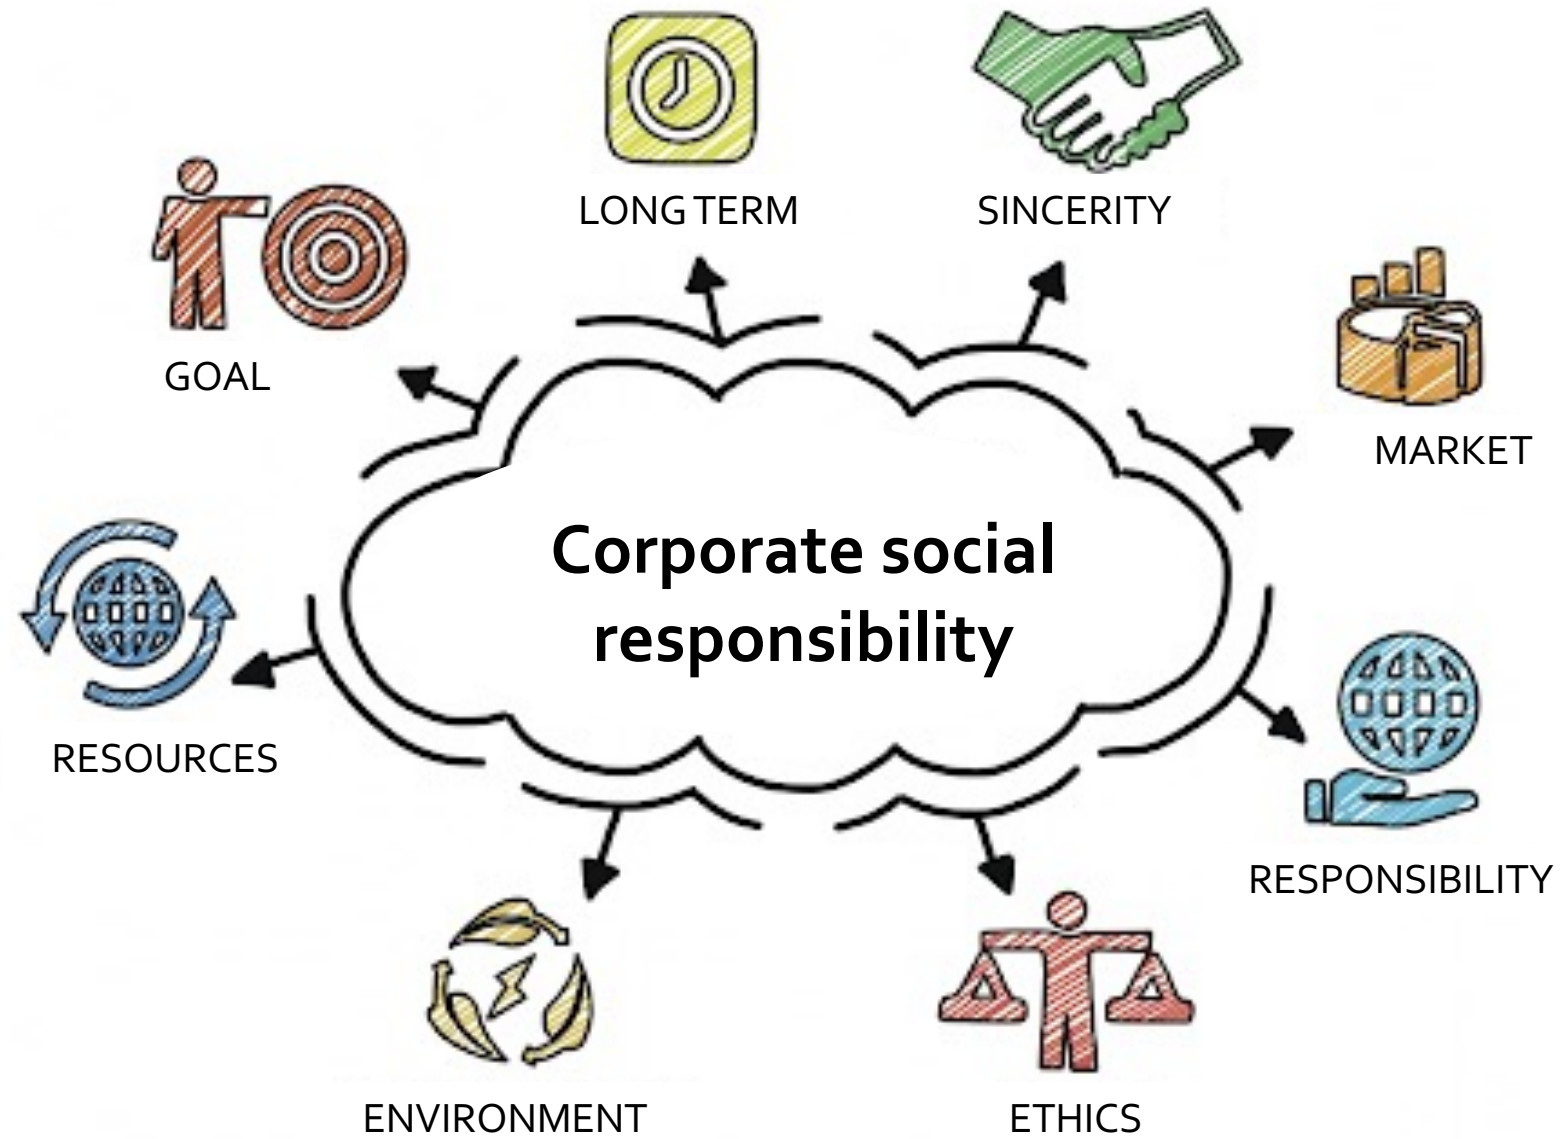 LONG TERM
SINCERITY
GOAL
MARKET
Corporate social
responsibility
RESOURCES
RESPONSIBILITY
ENVIRONMENT
ETHICS